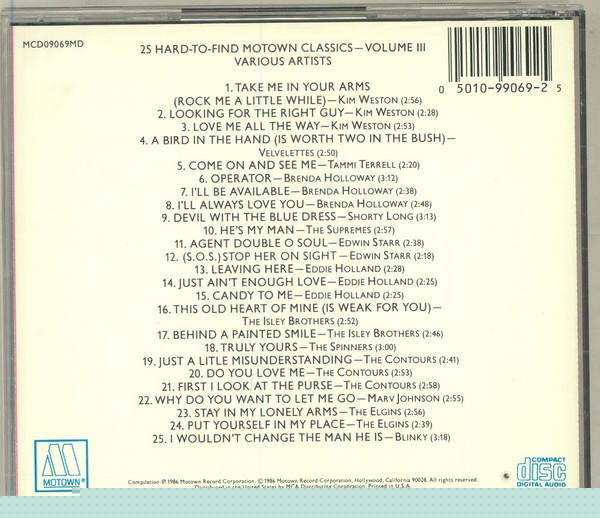 MCD09069MD
25 HARD-TO-FIND MOTOWN CLASSICS—VOLUME III
VARIOUS ARTISTS
0 5010-99069-2 5
1. TAKE ME IN YOUR ARMS
(ROCK ME A LITTLE WHILE)—KIM WESTON (2:56)
2. LOOKING FOR THE RIGHT GUY—KIM WESTON (2:28)
3. LOVE ME ALL THE WAY—KIM WESTON (2:53)
4. A BIRD IN THE HAND (IS WORTH TWO IN THE BUSH)—
VELVELETTES (2:50)
5. COME ON AND SEE ME—TAMMI TERRELL (2:20)
6. OPERATOR—BRENDA HOLLOWAY (3:12)
7. I'LL BE AVAILABLE—BRENDA HOLLOWAY (2:38)
8. I'LL ALWAYS LOVE YOU—BRENDA HOLLOWAY (2:48)
9. DEVIL WITH THE BLUE DRESS—SHORTY LONG (3:13)
10. HE'S MY MAN—THE SUPREMES (2:57)
11. AGENT DOUBLE O SOUL—EDWIN STARR (2:38)
12. (S.O.S.) STOP HER ON SIGHT—EDWIN STARR (2:18)
13. LEAVING HERE—EDDIE HOLLAND (2:28)
14. JUST AIN'T ENOUGH LOVE—EDDIE HOLLAND (2:25)
15. CANDY TO ME—EDDIE HOLLAND (2:25)
16. THIS OLD HEART OF MINE (IS WEAK FOR YOU)—
THE ISLEY BROTHERS (2:52)
17. BEHIND A PAINTED SMILE—THE ISLEY BROTHERS (2:46)
18. TRULY YOURS—THE SPINNERS (3:00)
19. JUST A LITLE MISUNDERSTANDING—THE CONTOURS (2:41)
20. DO YOU LOVE ME—THE CONTOURS (2:53)
21. FIRST I LOOK AT THE PURSE—THE CONTOURS (2:58)
22. WHY DO YOU WANT TO LET ME GO—MARV JOHNSON (2:55)
23. STAY IN MY LONELY ARMS—THE ELGINS (2:56)
24. PUT YOURSELF IN MY PLACE—THE ELGINS (2:39)
25. I WOULDN'T CHANGE THE MAN HE IS—BLINKY (3:18)
MOTOWN®
COMPACT
disc
DIGITAL AUDIO
Compilation ℗ 1986 Motown Record Corporation, © 1986 Motown Record Corporation, Hollywood, California 90028. All rights reserved.
Distributed in the United States by MCA Distributing Corporation. Printed in U.S.A.